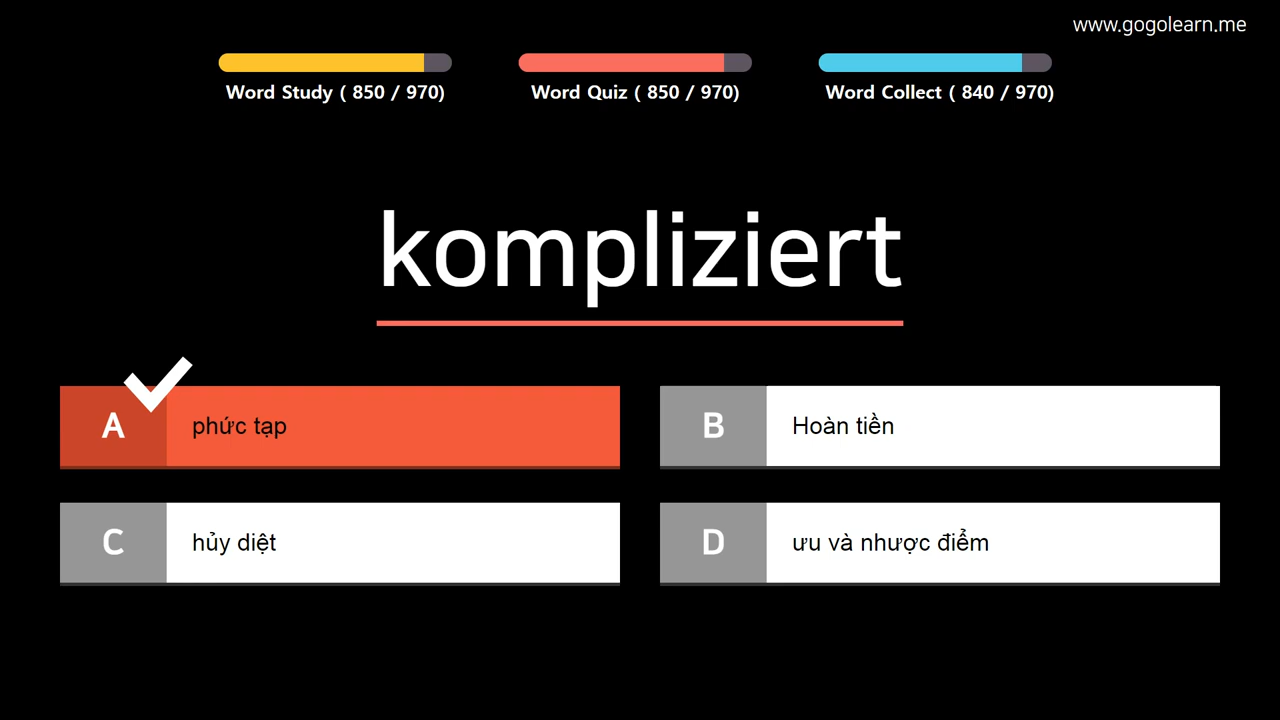 www.gogolearn.me
Word Study ( 850 / 970)
Word Quiz ( 850 / 970)
Word Collect ( 840 / 970)
kompliziert
A
phức tạp
B
Hoàn tiền
C
hủy diệt
D
ưu và nhược điểm